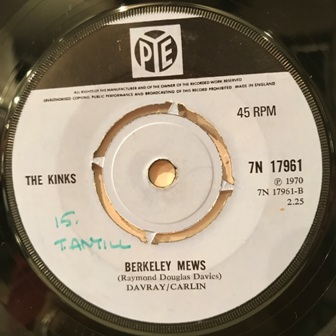 PYE
ALL RIGHTS OF THE MANUFACTURER AND OF THE OWNER OF THE RECORDED WORK RESERVED
UNAUTHORISED COPYING, PUBLIC PERFORMANCE AND BROADCASTING OF THIS RECORD PROHIBITED MADE IN ENGLAND
45 RPM
THE KINKS
7N 17961
℗ 1970
7N 17961-B
2.25
15.
T.ANTILL
BERKELEY MEWS
(Raymond Douglas Davies)
DAVRAY/CARLIN